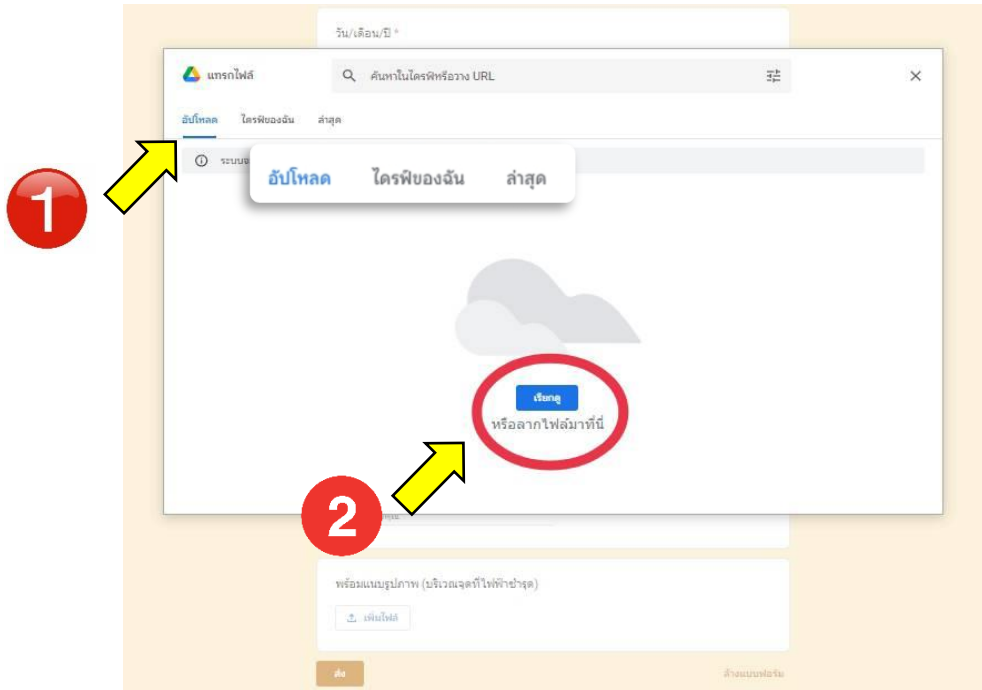 วัน/เดือน/ปี *
แทรกไฟล์
ค้นหาในไดรฟ์หรือวาง URL
อัปโหลด ไดรฟ์ของฉัน ล่าสุด
อัปโหลด ไดรฟ์ของฉัน ล่าสุด
1
เรียกดู
หรือลากไฟล์มาที่นี่
2
พร้อมแนบรูปภาพ (บริเวณจุดที่ไฟฟ้าชำรุด)
เพิ่มไฟล์
ส่ง
ล้างแบบฟอร์ม